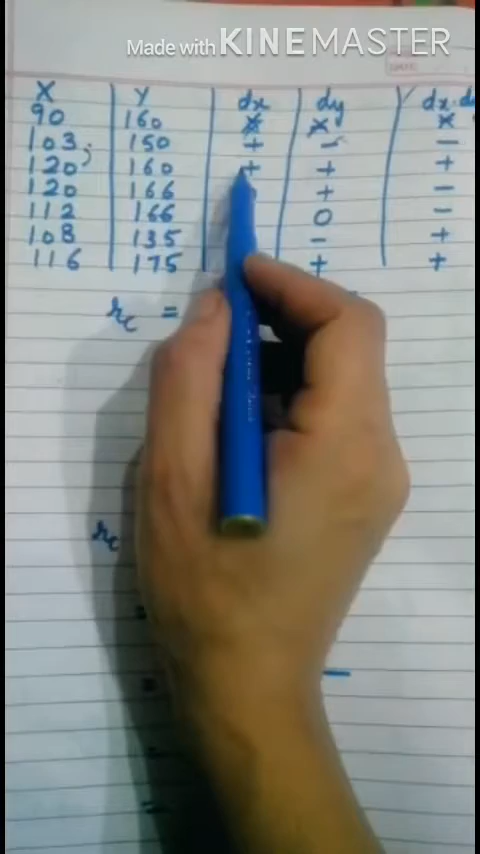 Made with KINEMASTER
X Y dx dy dx.dy
90 160 * * *
103 150 + - -
120 160 + + +
120 166 + -
112 166 0 -
108 135 - +
116 175 + +
rc =
rc